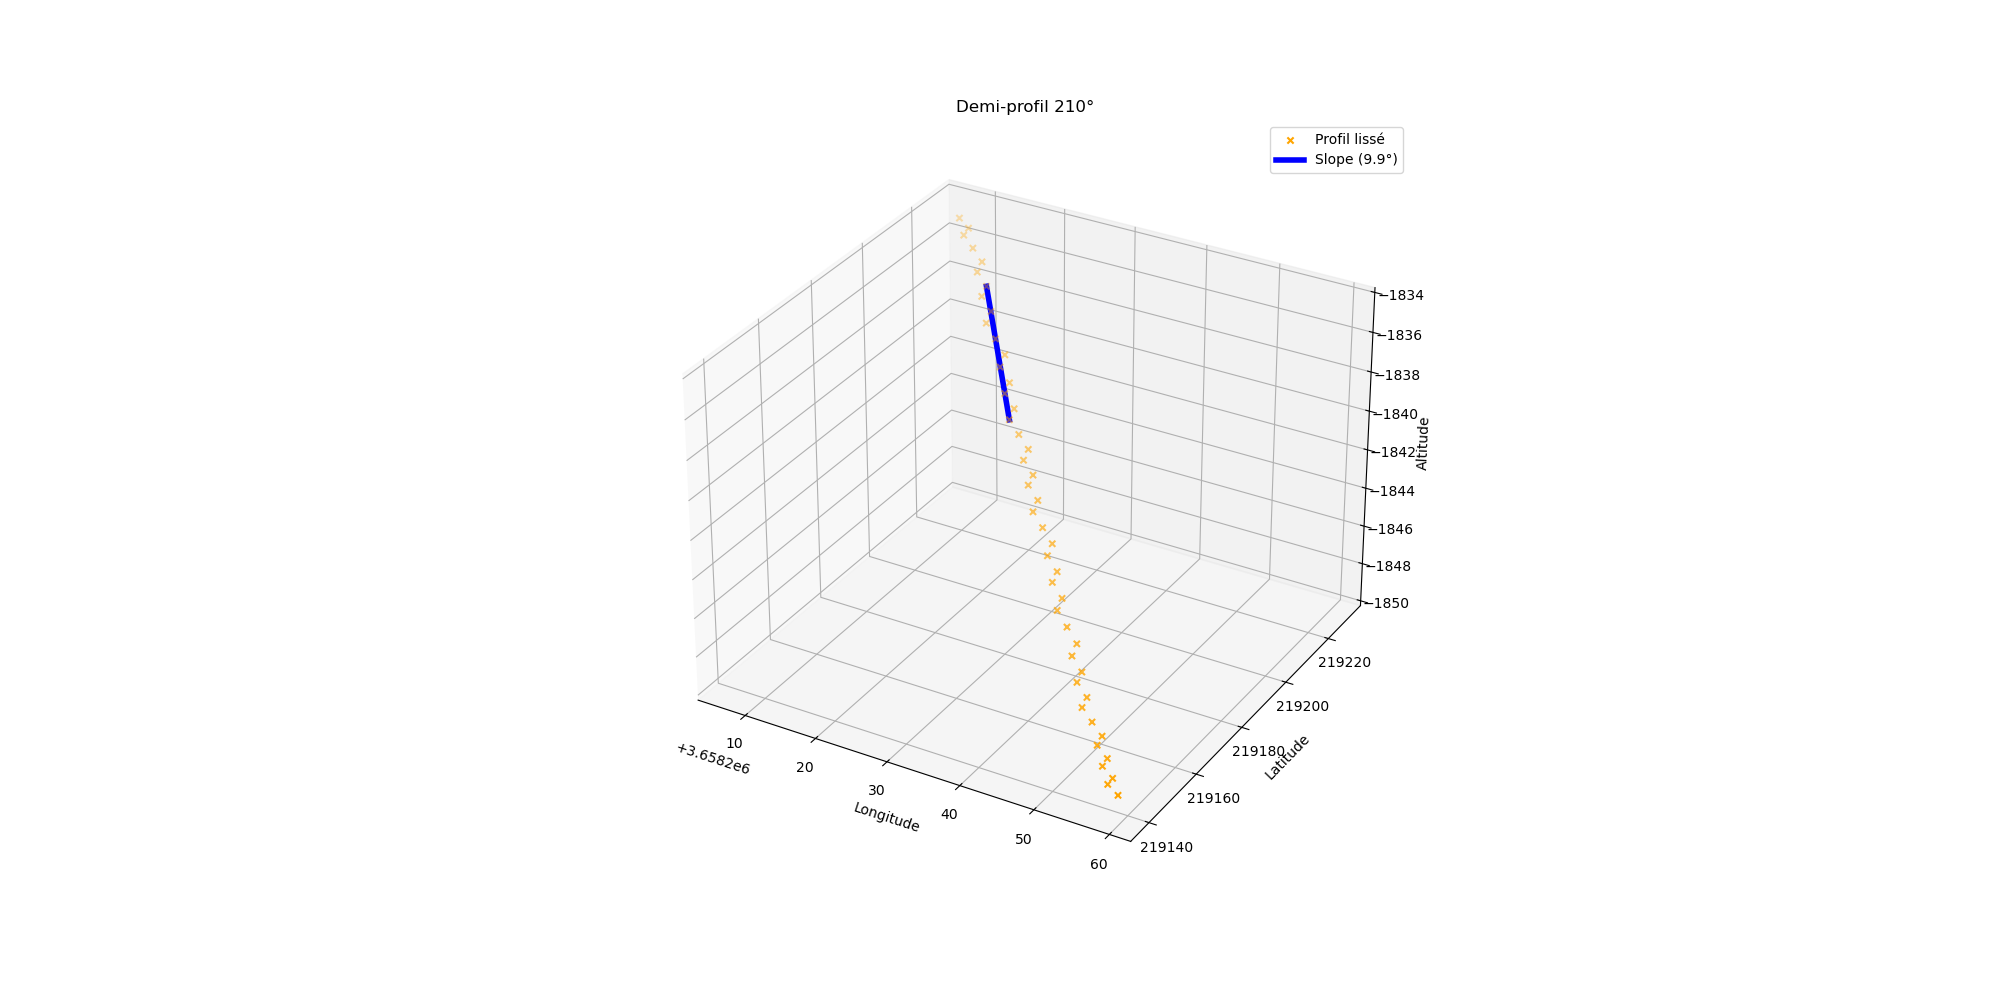 Demi-profil 210°
Profil lissé
Slope (9.9°)
−1834
−1836
−1838
−1840
−1842
−1844
−1846
−1848
−1850
Altitude
219220
219200
219180
219160
219140
Latitude
10
20
30
40
50
60
+3.6582e6
Longitude